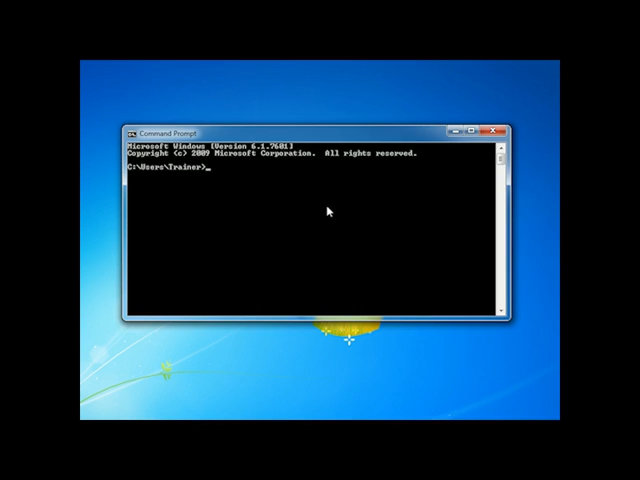 Command Prompt
Microsoft Windows [Version 6.1.7601]
Copyright (c) 2009 Microsoft Corporation.  All rights reserved.
C:\Users\Trainer>_